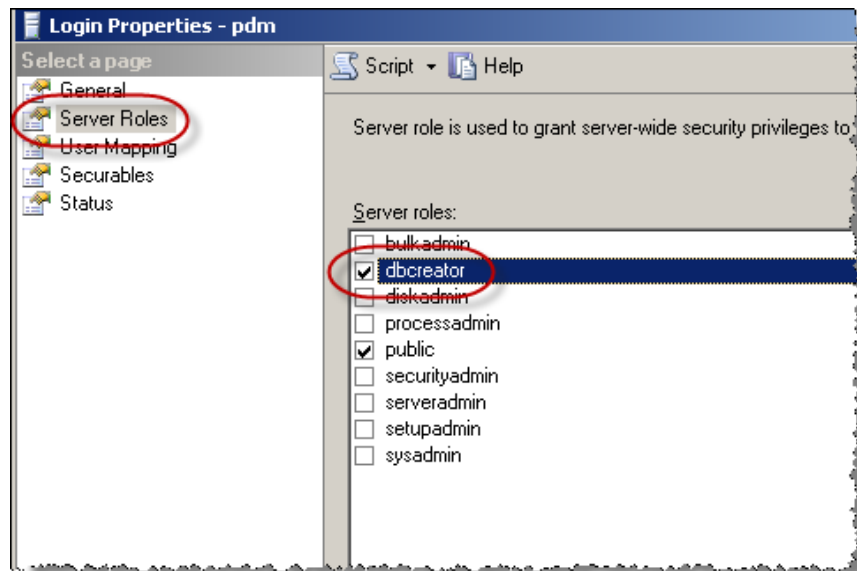 Login Properties - pdm
Select a page
General
Server Roles
User Mapping
Securables
Status
Script Help
Server role is used to grant server-wide security privileges to
Server roles:
bulkadmin
dbcreator
diskadmin
processadmin
public
securityadmin
serveradmin
setupadmin
sysadmin